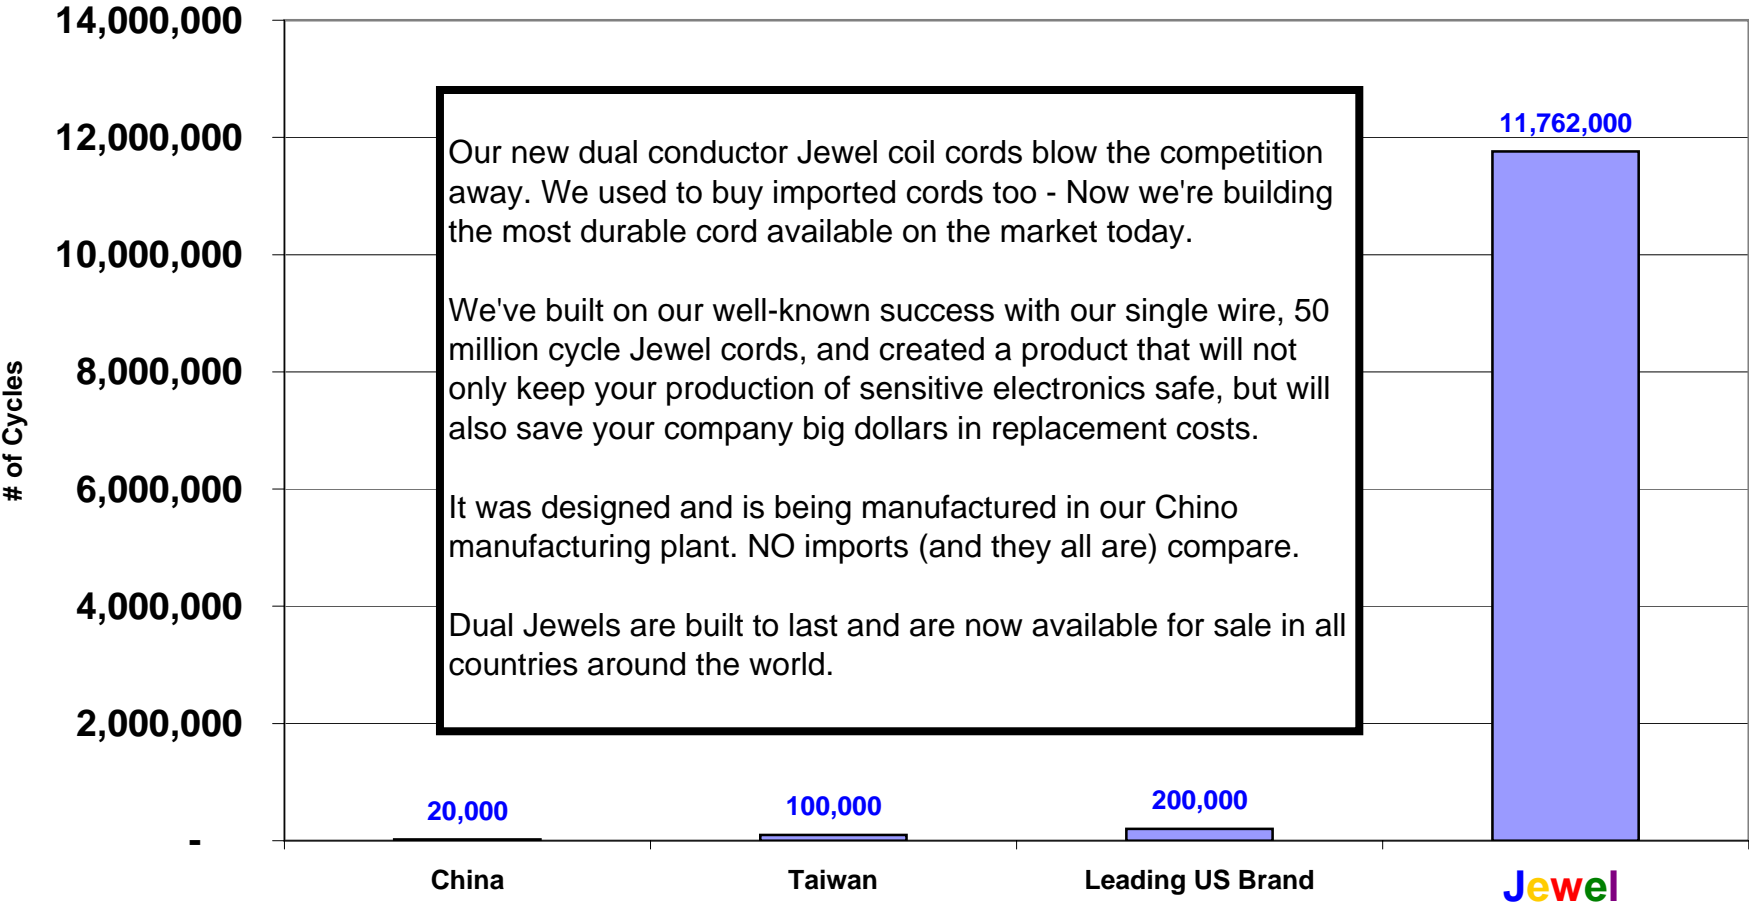 14,000,000
12,000,000
10,000,000
8,000,000
6,000,000
4,000,000
2,000,000
-
# of Cycles
Our new dual conductor Jewel coil cords blow the competition
away. We used to buy imported cords too - Now we're building
the most durable cord available on the market today.
We've built on our well-known success with our single wire, 50
million cycle Jewel cords, and created a product that will not
only keep your production of sensitive electronics safe, but will
also save your company big dollars in replacement costs.
It was designed and is being manufactured in our Chino
manufacturing plant. NO imports (and they all are) compare.
Dual Jewels are built to last and are now available for sale in all
countries around the world.
20,000
100,000
200,000
11,762,000
China
Taiwan
Leading US Brand
Jewel